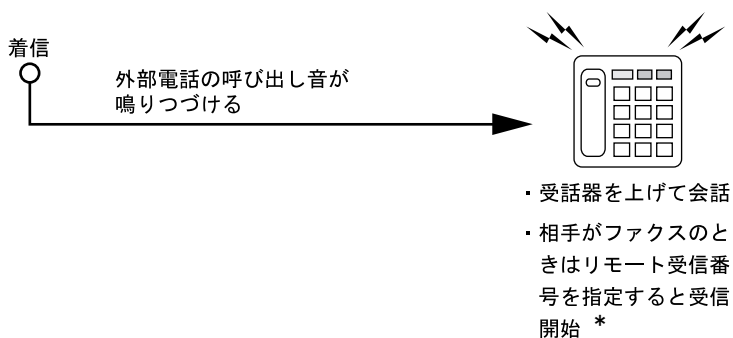 着信
外部電話の呼び出し音が
鳴りつづける
・受話器を上げて会話
・相手がファクスのと
きはリモート受信番
号を指定すると受信
開始 *